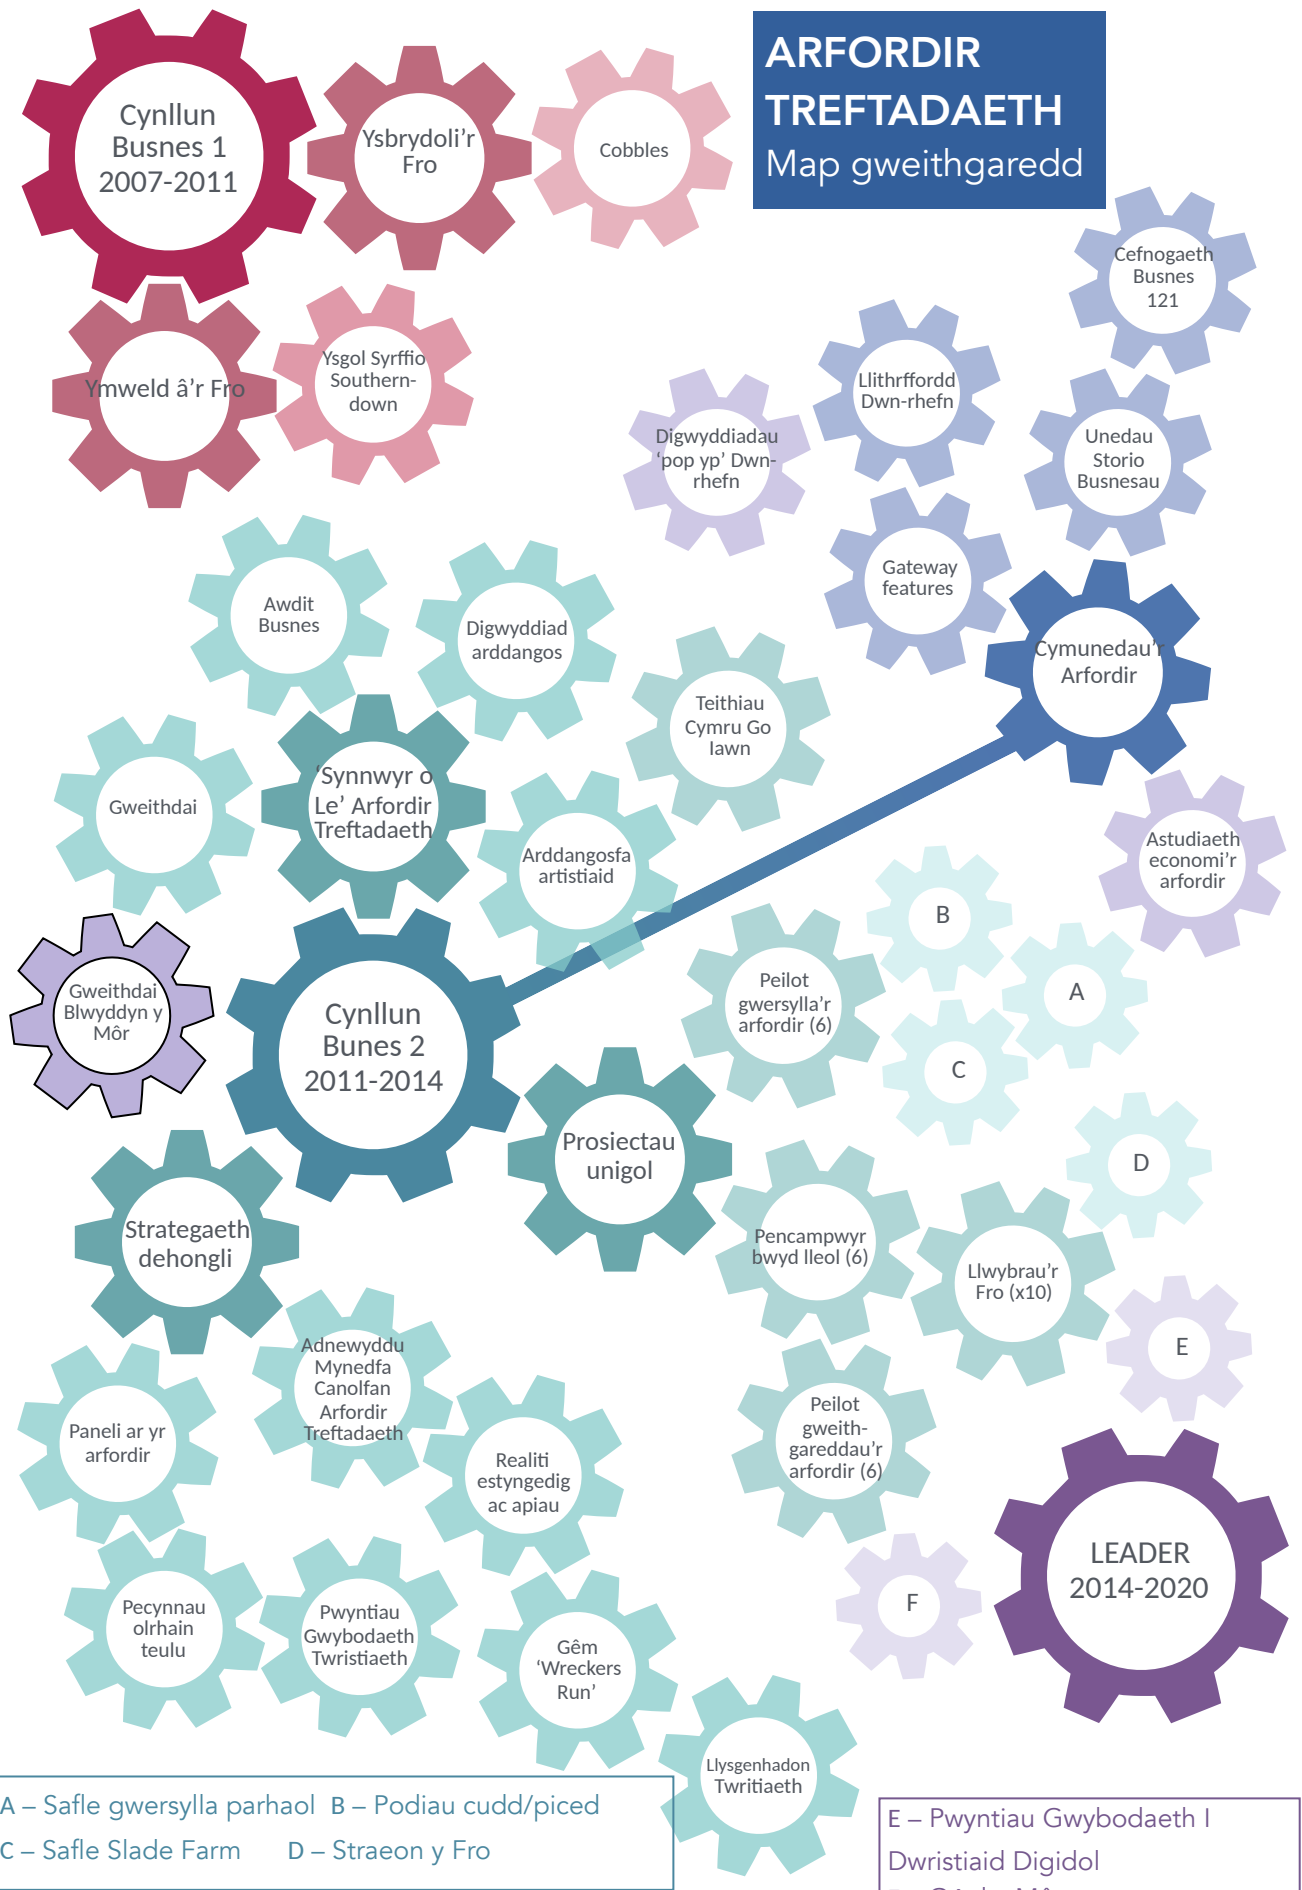 ARFORDIR
TREFTADAETH
Map gweithgaredd
Cynllun
Busnes 1
2007-2011
Ysbrydoli’r
Fro
Cobbles
Ymweld â’r Fro
Ysgol Syrffio
Southern-
down
Cefnogaeth
Busnes
121
Llithrffordd
Dwn-rhefn
Digwyddiadau
‘pop yp’ Dwn-
rhefn
Unedau
Storio
Busnesau
Gateway
features
Cymunedau’r
Arfordir
Awdit
Busnes
Digwyddiad
arddangos
Teithiau
Cymru Go
Iawn
Gweithdai
‘Synnwyr o
Le’ Arfordir
Treftadaeth
Arddangosfa
artistiaid
Astudiaeth
economi’r
arfordir
B
A
C
D
Gweithdai
Blwyddyn y
Môr
Cynllun
Bunes 2
2011-2014
Peilot
gwersylla’r
arfordir (6)
Prosiectau
unigol
Strategaeth
dehongli
Pencampwyr
bwyd lleol (6)
Llwybrau’r
Fro (x10)
E
Adnewyddu
Mynedfa
Canolfan
Arfordir
Treftadaeth
Paneli ar yr
arfordir
Realiti
estyngedig
ac apiau
Peilot
gweith-
gareddau’r
arfordir (6)
LEADER
2014-2020
F
Pecynnau
olrhain
teulu
Pwyntiau
Gwybodaeth
Twristiaeth
Gêm
‘Wreckers
Run’
Llysgenhadon
Twritiaeth
A – Safle gwersylla parhaol B – Podiau cudd/piced
C – Safle Slade Farm D – Straeon y Fro
E – Pwyntiau Gwybodaeth I
Dwristiaid Digidol